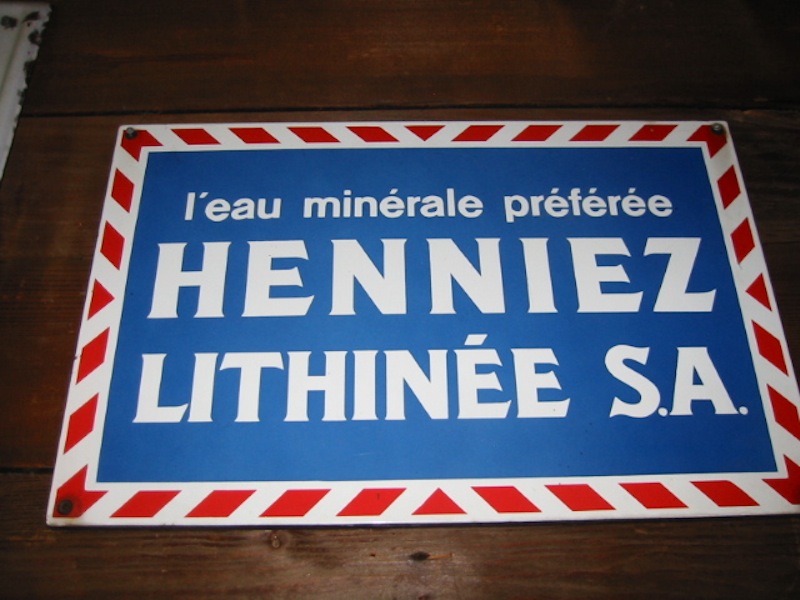 l'eau minérale préférée
HENNIEZ
LITHINÉE S.A.